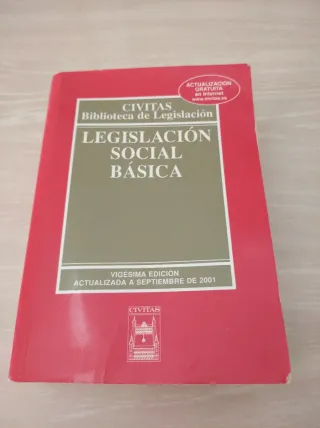 ACTUALIZACIÓN
GRATUITA
en Internet
www.civitas.es
CIVITAS
Biblioteca de Legislación
LEGISLACIÓN
SOCIAL
BÁSICA
VIGÉSIMA EDICIÓN
ACTUALIZADA A SEPTIEMBRE DE 2001
CIVITAS